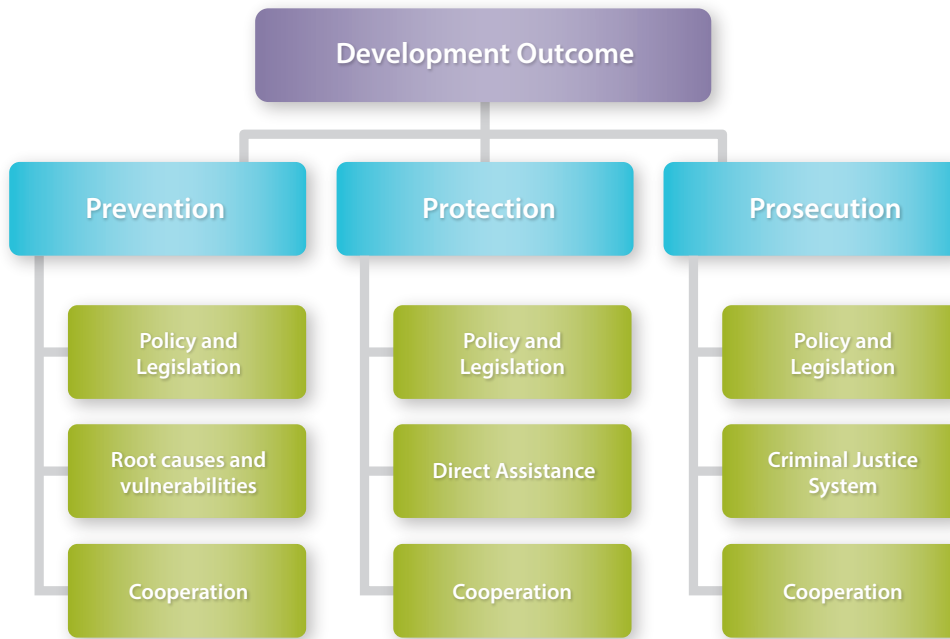 Development Outcome
Prevention
Protection
Prosecution
Policy and
Legislation
Policy and
Legislation
Policy and
Legislation
Root causes and
vulnerabilities
Direct Assistance
Criminal Justice
System
Cooperation
Cooperation
Cooperation